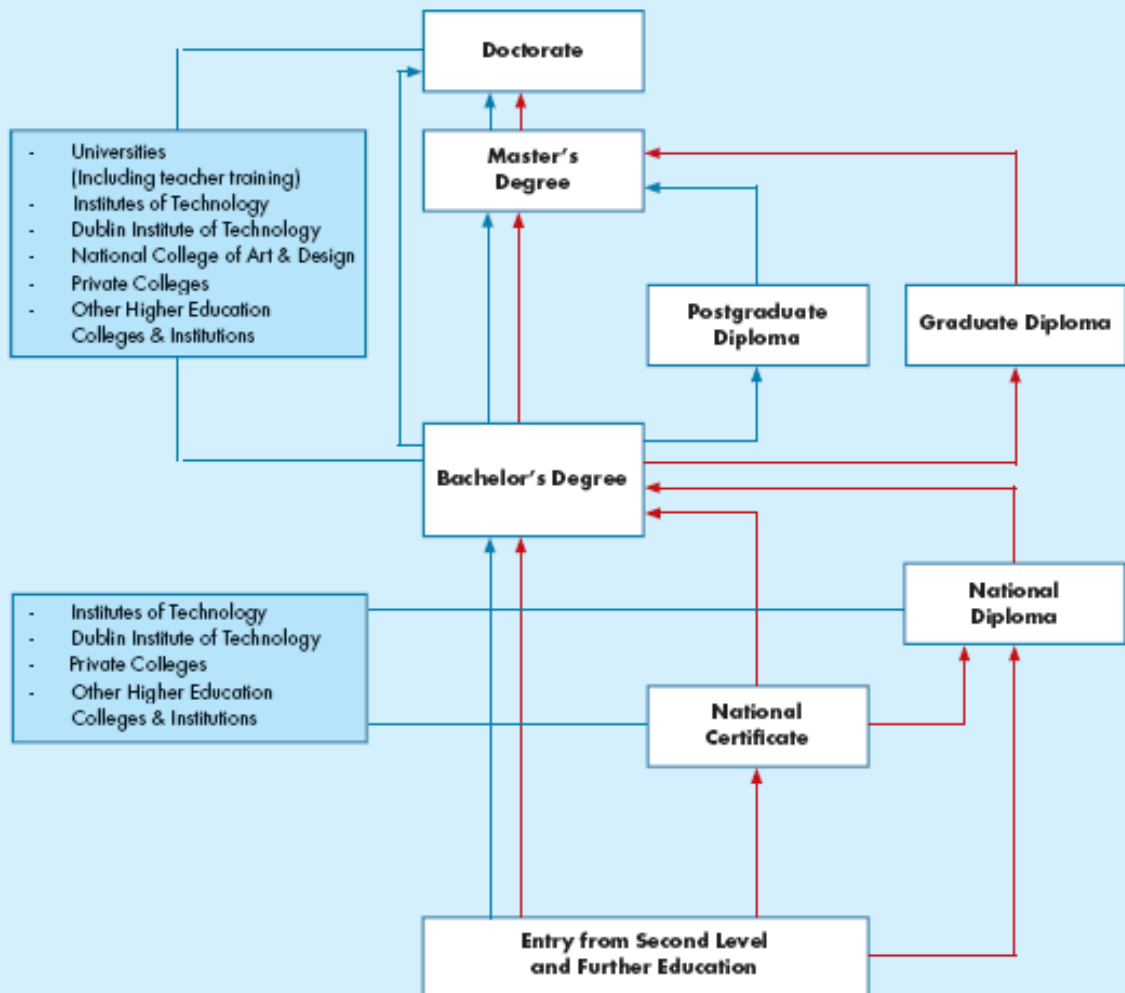 Doctorate
- Universities
(Including teacher training)
- Institutes of Technology
- Dublin Institute of Technology
- National College of Art & Design
- Private Colleges
- Other Higher Education
Colleges & Institutions
Master's
Degree
Postgraduate
Diploma
Graduate Diploma
Bachelor's Degree
- Institutes of Technology
- Dublin Institute of Technology
- Private Colleges
- Other Higher Education
Colleges & Institutions
National
Diploma
National
Certificate
Entry from Second Level
and Further Education